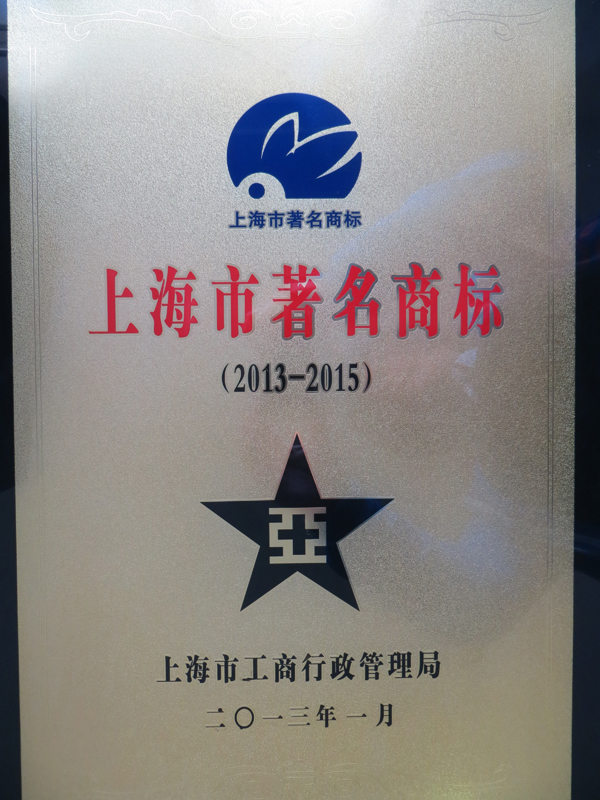 上海市著名商标
上海市著名商标
(2013-2015)
亞
上海市工商行政管理局
二〇一三年一月